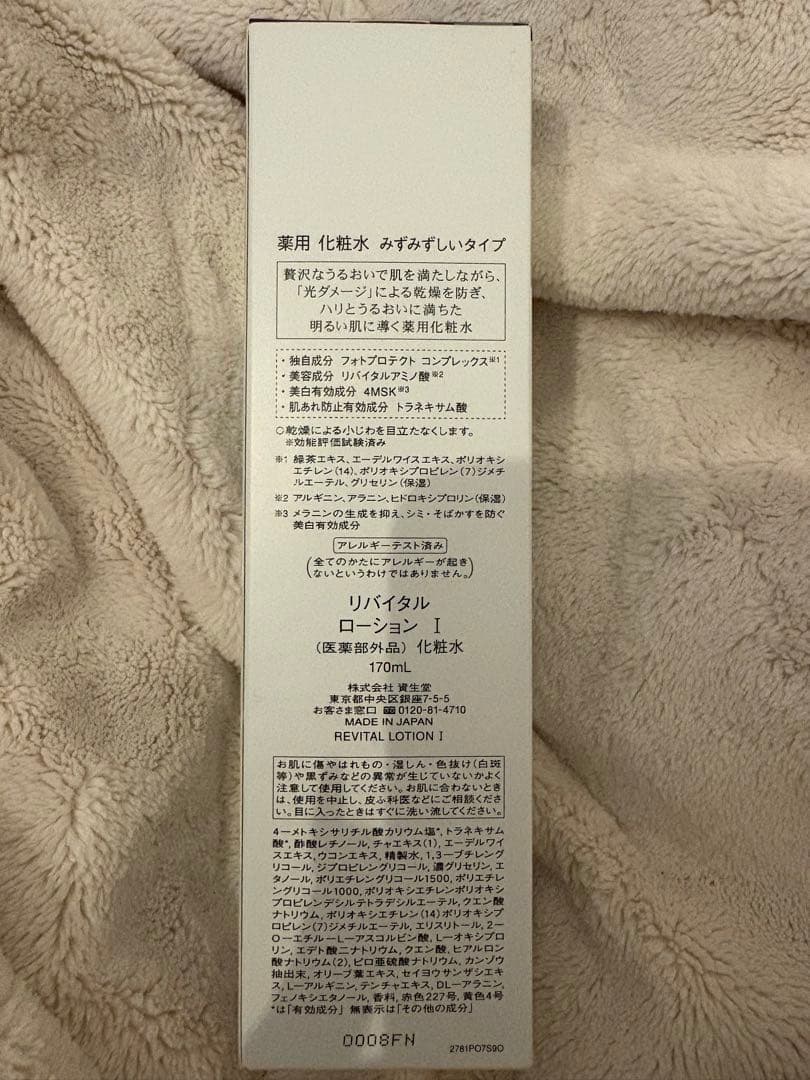 薬用 化粧水 みずみずしいタイプ
贅沢なうるおいで肌を満たしながら、
「光ダメージ」による乾燥を防ぎ、
ハリとうるおいに満ちた
明るい肌に導く薬用化粧水
・独自成分 フォトプロテクト コンプレックス※1
・美容成分 リバイタルアミノ酸※2
・美白有効成分 4MSK※3
・肌あれ防止有効成分 トラネキサム酸
○乾燥による小じわを目立たなくします。
※効能評価試験済み
※1 緑茶エキス、エーデルワイスエキス、ポリオキシ
エチレン(14)、ポリオキシプロピレン(7)ジメチ
ルエーテル、グリセリン(保湿)
※2 アルギニン、アラニン、ヒドロキシプロリン(保湿)
※3 メラニンの生成を抑え、シミ・そばかすを防ぐ
美白有効成分
アレルギーテスト済み
(全てのかたにアレルギーが起き
ないというわけではありません。)
リバイタル
ローション Ⅰ
(医薬部外品) 化粧水
170mL
株式会社 資生堂
東京都中央区銀座7-5-5
お客さま窓口 0120-81-4710
MADE IN JAPAN
REVITAL LOTION Ⅰ
お肌に傷やはれもの・湿しん・色抜け(白斑
等)や黒ずみなどの異常が生じていないかよく
注意して使用してください。お肌に合わないとき
は、使用を中止し、皮ふ科医などにご相談くださ
い。目に入ったときはすぐに洗い流してください。
4-メトキシサリチル酸カリウム塩*, トラネキサム
酸*, 酢酸レチノール, チャエキス(1), エーデルワイ
スエキス, ウコンエキス, 精製水, 1,3-ブチレング
リコール, ジプロピレングリコール, 濃グリセリン, エ
タノール, ポリエチレングリコール1500, ポリエチレ
ングリコール1000, ポリオキシエチレンポリオキシ
プロピレンデシルテトラデシルエーテル, クエン酸
ナトリウム, ポリオキシエチレン(14)ポリオキシプ
ロピレン(7)ジメチルエーテル, エリスリトール, 2-
O-エチル-L-アスコルビン酸, L-オキシプロ
リン, エデト酸二ナトリウム, クエン酸, ヒアルロン
酸ナトリウム(2), ピロ亜硫酸ナトリウム, カンゾウ
抽出末, オリーブ葉エキス, セイヨウサンザシエキ
ス, L-アルギニン, テンチャエキス, DL-アラニン,
フェノキシエタノール, 香料, 赤色227号, 黄色4号
*は「有効成分」 無表示は「その他の成分」
0008FN
2781PO7S9O